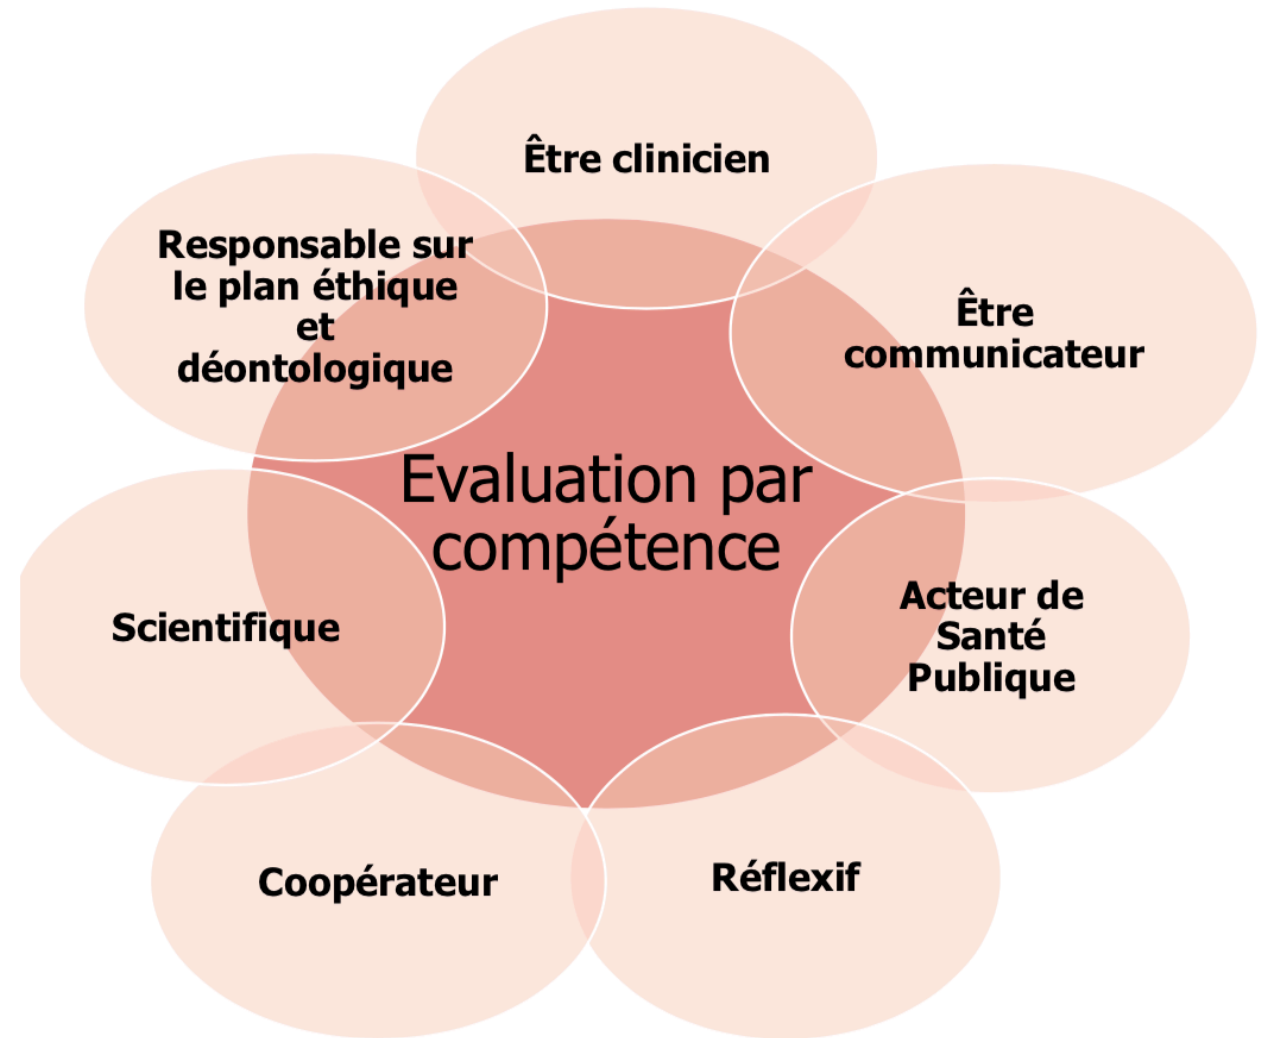 Être clinicien
Responsable sur
le plan éthique
et
déontologique
Être
communicateur
Evaluation par
compétence
Acteur de
Santé
Publique
Scientifique
Coopérateur
Réflexif